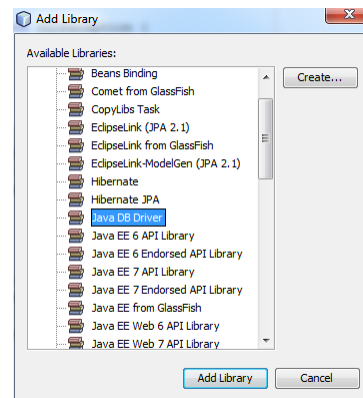 Add Library
Available Libraries:
Beans Binding
Create...
Comet from GlassFish
CopyLibs Task
EclipseLink (JPA 2.1)
EclipseLink from GlassFish
EclipseLink-ModelGen (JPA 2.1)
Hibernate
Hibernate JPA
Java DB Driver
Java EE 6 API Library
Java EE 6 Endorsed API Library
Java EE 7 API Library
Java EE 7 Endorsed API Library
Java EE from GlassFish
Java EE Web 6 API Library
Java EE Web 7 API Library
Add Library
Cancel